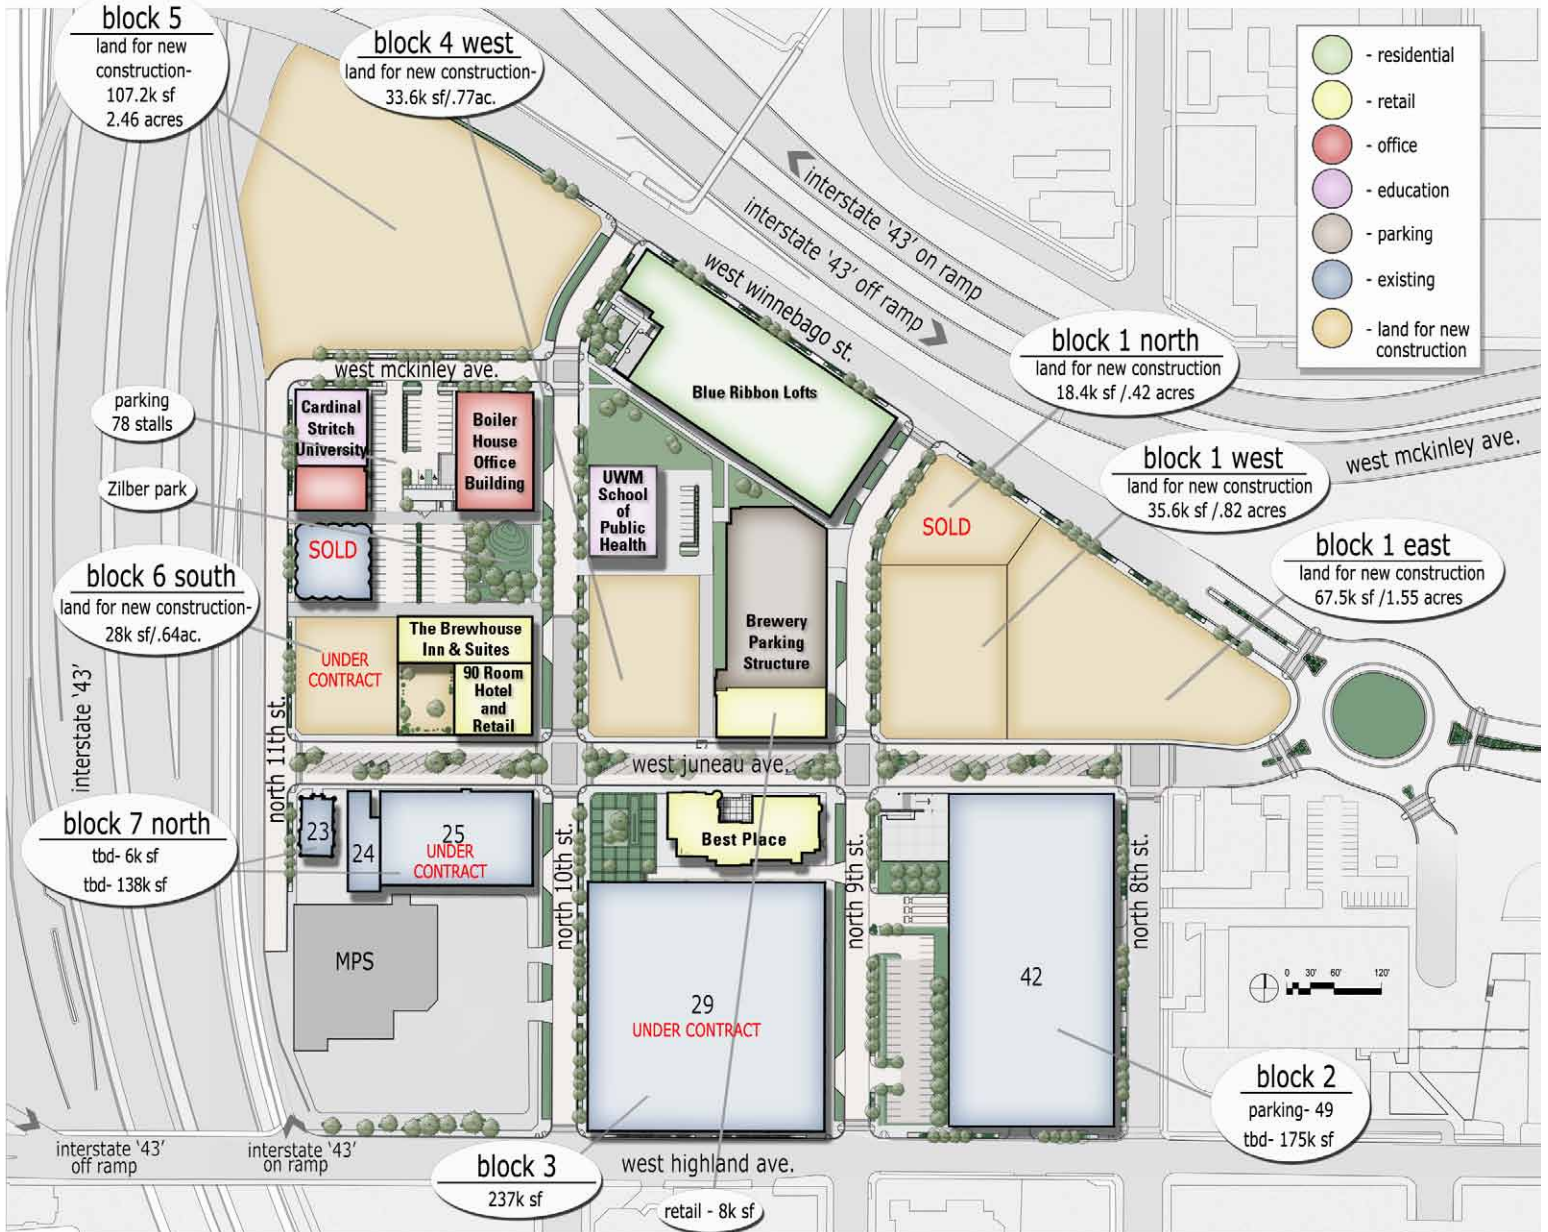 block 5
land for new
construction-
107.2k sf
2.46 acres
block 4 west
land for new construction-
33.6k sf/.77ac.
- residential
- retail
- office
- education
- parking
- existing
- land for new
construction
interstate ‘43’ on ramp
interstate ‘43’ off ramp
west winnebago st.
block 1 north
land for new construction
18.4k sf /.42 acres
west mckinley ave.
west mckinley ave.
Blue Ribbon Lofts
parking
78 stalls
Cardinal
Stritch
University
Boiler
House
Office
Building
block 1 west
land for new construction
35.6k sf /.82 acres
Zilber park
UWM
School
of
Public
Health
SOLD
SOLD
block 1 east
land for new construction
67.5k sf /1.55 acres
block 6 south
land for new construction-
28k sf/.64ac.
The Brewhouse
Inn & Suites
Brewery
Parking
Structure
UNDER
CONTRACT
90 Room
Hotel
and
Retail
interstate ‘43’
north 11th st.
west juneau ave.
block 7 north
tbd- 6k sf
tbd- 138k sf
23
24
25
UNDER
CONTRACT
Best Place
north 10th st.
north 9th st.
north 8th st.
MPS
29
UNDER CONTRACT
42
0 30' 60' 120'
block 2
parking- 49
tbd- 175k sf
interstate ‘43’
off ramp
interstate ‘43’
on ramp
block 3
237k sf
west highland ave.
retail - 8k sf